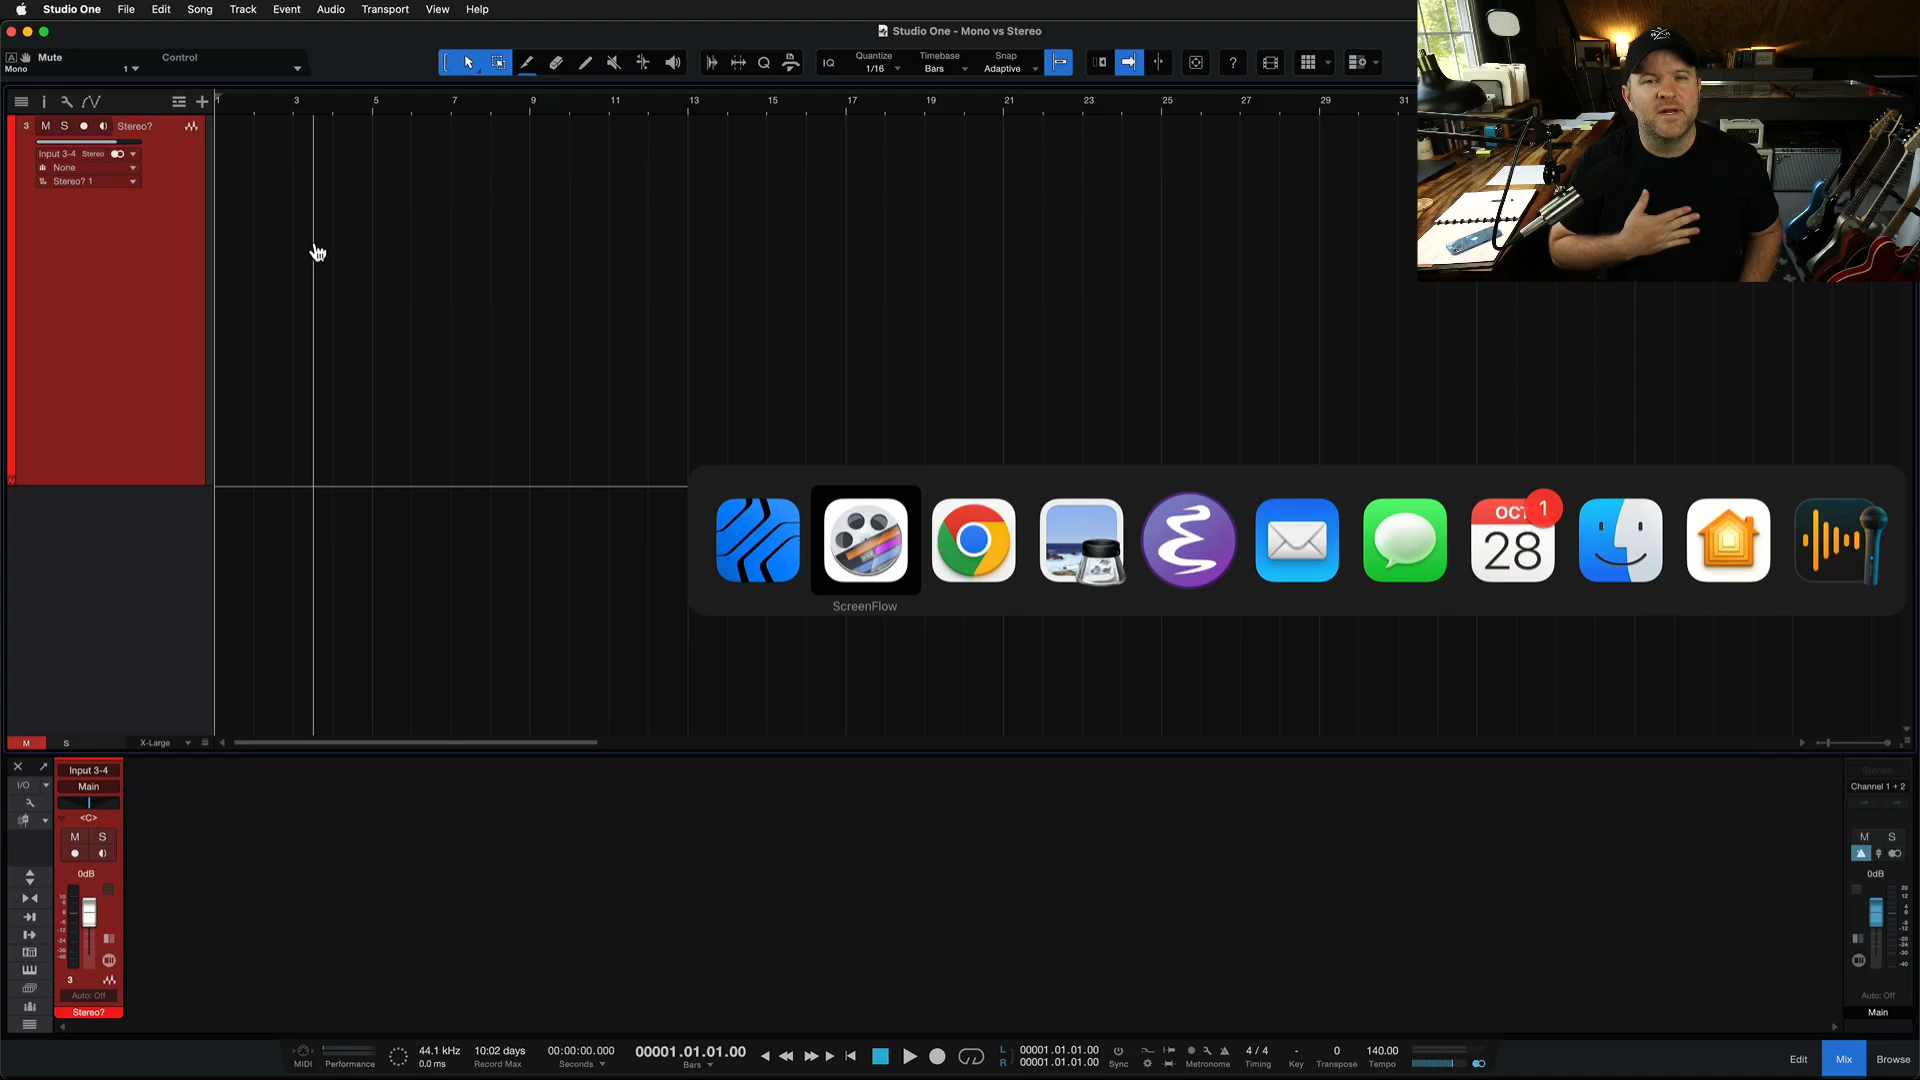 Studio One File Edit Song Track Event Audio Transport View Help
Studio One - Mono vs Stereo
Mute Control
Mono 1
IQ Quantize Timebase Snap
1/16 Bars Adaptive ?
1 3 5 7 9 11 13 15 17 19 21 23 25 27 29 31
3 M S Stereo?
Input 3-4 Stereo
None
Stereo? 1
OCT 1
28
ScreenFlow
M S X-Large
Input 3-4
I/O Main
<C>
M S
0dB
3
Auto: Off
Stereo?
Stereo
Channel 1 + 2
M S
0dB
Auto: Off
Main
44.1 kHz 10:02 days 00:00:00.000 00001.01.01.00 L 00001.01.01.00 4 / 4 - 0 140.00
MIDI Performance 0.0 ms Record Max Seconds Bars R 00001.01.01.00 Sync Metronome Timing Key Transpose Tempo
Edit Mix Browse